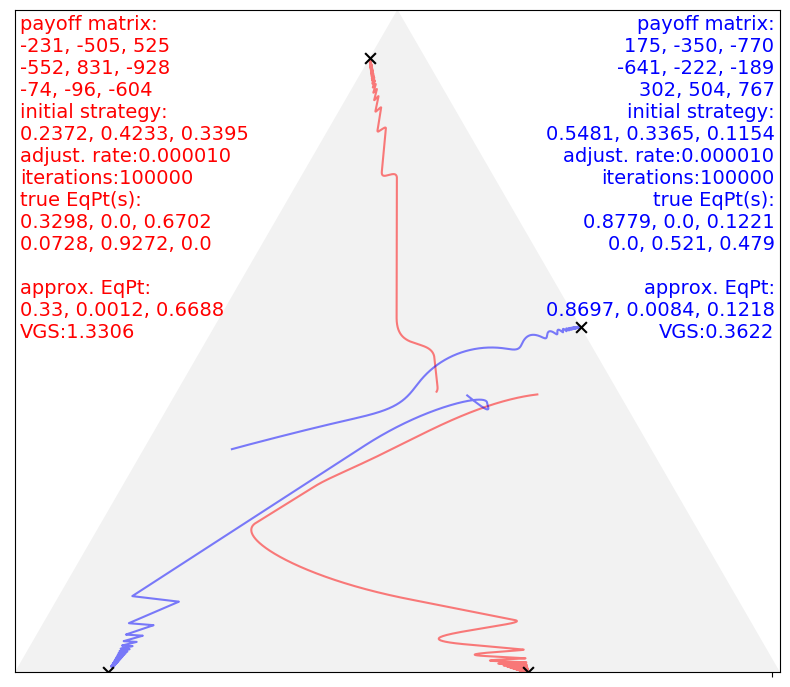 payoff matrix:
-231, -505, 525
-552, 831, -928
-74, -96, -604
initial strategy:
0.2372, 0.4233, 0.3395
adjust. rate:0.000010
iterations:100000
true EqPt(s):
0.3298, 0.0, 0.6702
0.0728, 0.9272, 0.0
approx. EqPt:
0.33, 0.0012, 0.6688
VGS:1.3306
payoff matrix:
175, -350, -770
-641, -222, -189
302, 504, 767
initial strategy:
0.5481, 0.3365, 0.1154
adjust. rate:0.000010
iterations:100000
true EqPt(s):
0.8779, 0.0, 0.1221
0.0, 0.521, 0.479
approx. EqPt:
0.8697, 0.0084, 0.1218
VGS:0.3622